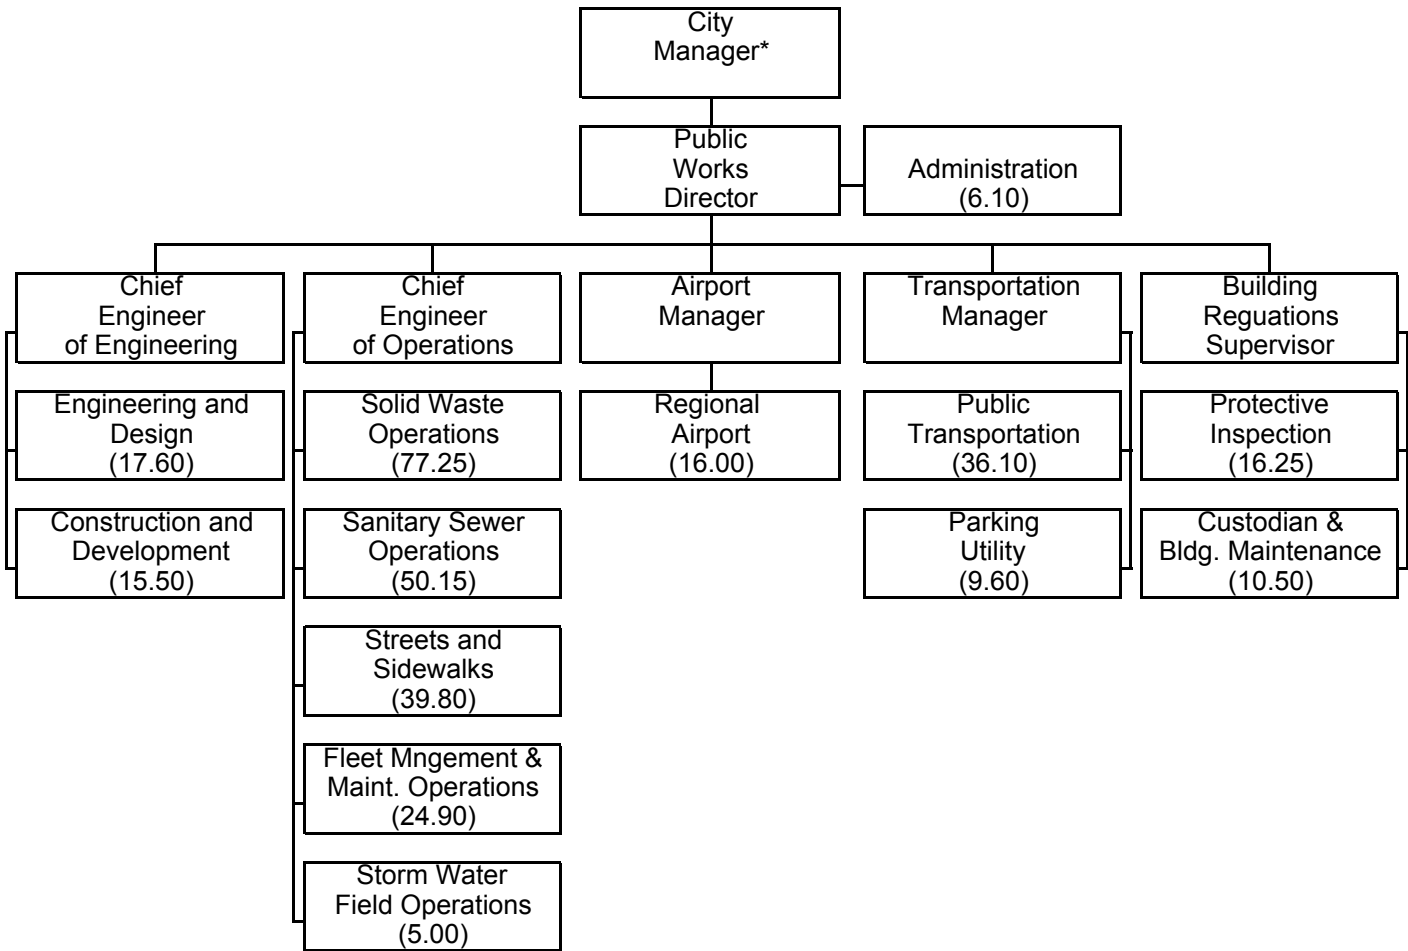 City
Manager*
Public
Works
Director
Administration
(6.10)
Chief
Engineer
of Engineering
Chief
Engineer
of Operations
Airport
Manager
Transportation
Manager
Building
Reguations
Supervisor
Engineering and
Design
(17.60)
Solid Waste
Operations
(77.25)
Regional
Airport
(16.00)
Public
Transportation
(36.10)
Protective
Inspection
(16.25)
Construction and
Development
(15.50)
Sanitary Sewer
Operations
(50.15)
Parking
Utility
(9.60)
Custodian &
Bldg. Maintenance
(10.50)
Streets and
Sidewalks
(39.80)
Fleet Mngement &
Maint. Operations
(24.90)
Storm Water
Field Operations
(5.00)